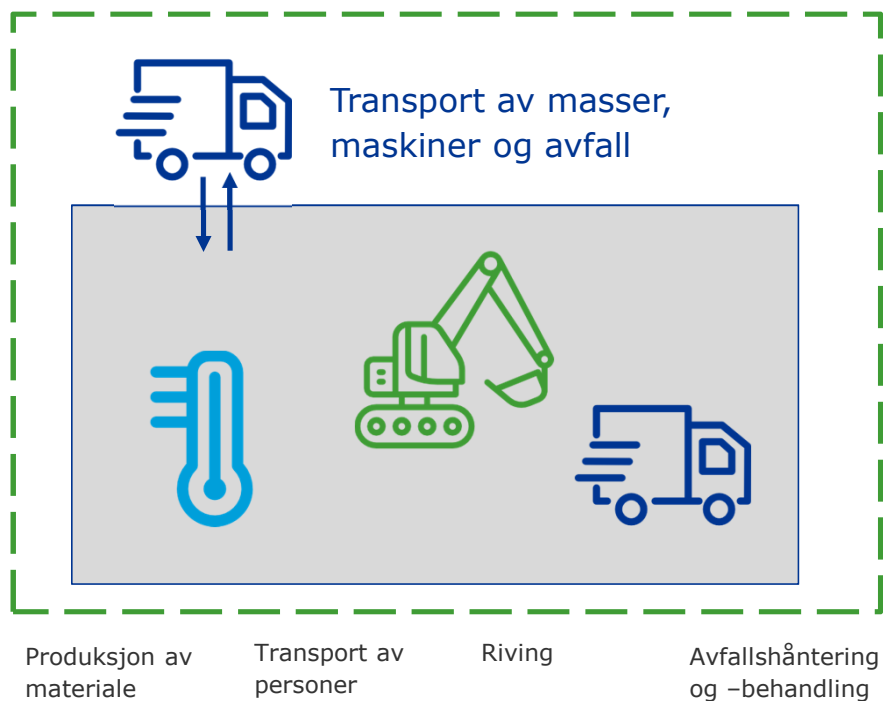 Transport av masser,
maskiner og avfall
Produksjon av
materiale
Transport av
personer
Riving
Avfallshåntering
og –behandling